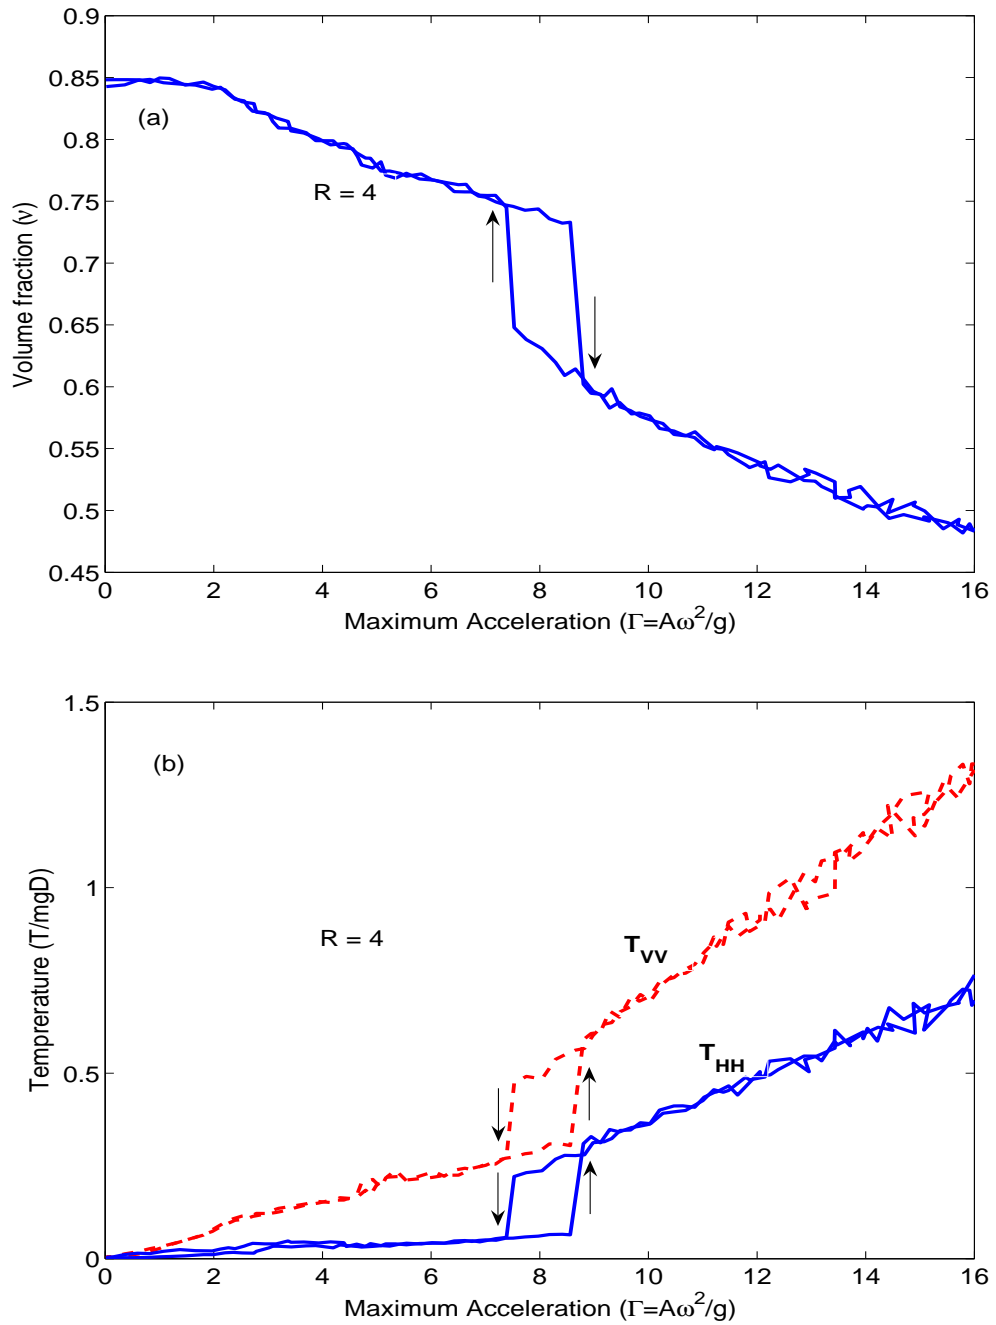 0.9
0.85
0.8
0.75
0.7
0.65
0.6
0.55
0.5
0.45
Volume fraction (ν)
(a)
R = 4
0 2 4 6 8 10 12 14 16
Maximum Acceleration (Γ=Aω²/g)
1.5
1
0.5
0
Temprerature (T/mgD)
(b)
R = 4
T_VV
T_HH
0 2 4 6 8 10 12 14 16
Maximum Acceleration (Γ=Aω²/g)